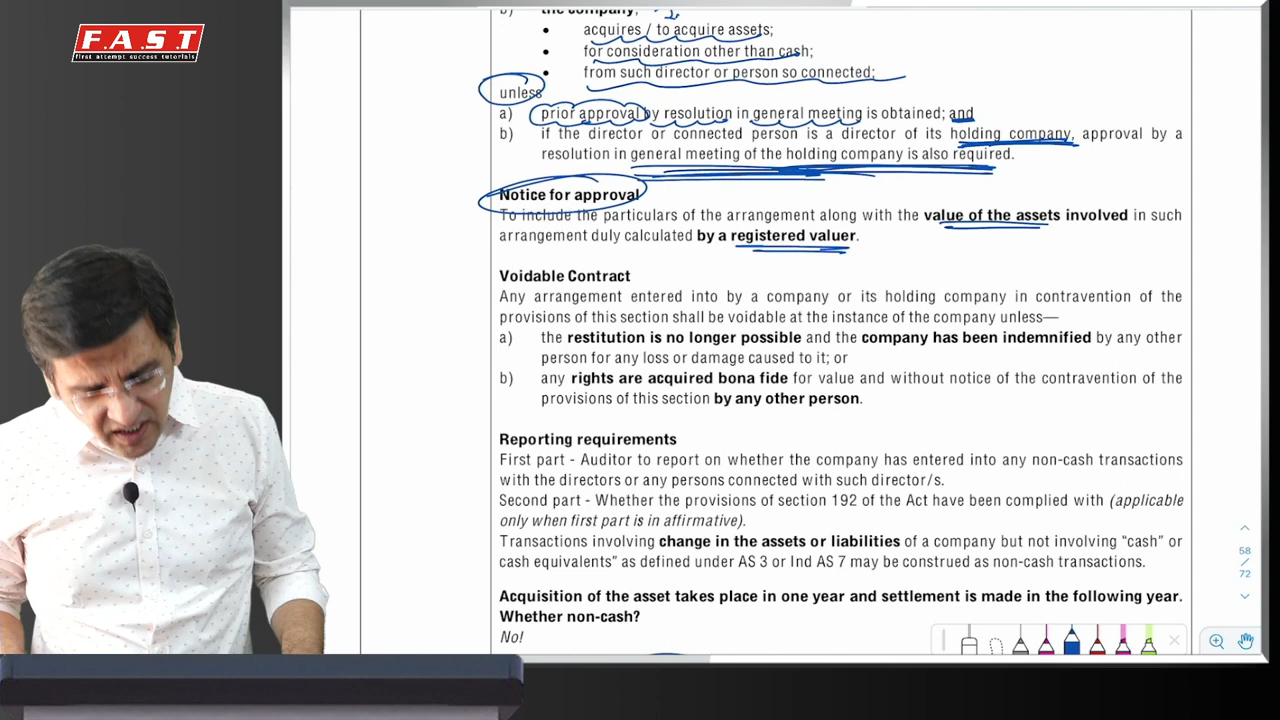 F.A.S.T
first attempt success tutorials
b) the company,
• acquires / to acquire assets;
• for consideration other than cash;
• from such director or person so connected;
unless
a) prior approval by resolution in general meeting is obtained; and
b) if the director or connected person is a director of its holding company, approval by a
resolution in general meeting of the holding company is also required.
Notice for approval
To include the particulars of the arrangement along with the value of the assets involved in such
arrangement duly calculated by a registered valuer.
Voidable Contract
Any arrangement entered into by a company or its holding company in contravention of the
provisions of this section shall be voidable at the instance of the company unless—
a) the restitution is no longer possible and the company has been indemnified by any other
person for any loss or damage caused to it; or
b) any rights are acquired bona fide for value and without notice of the contravention of the
provisions of this section by any other person.
Reporting requirements
First part - Auditor to report on whether the company has entered into any non-cash transactions
with the directors or any persons connected with such director/s.
Second part - Whether the provisions of section 192 of the Act have been complied with (applicable
only when first part is in affirmative).
Transactions involving change in the assets or liabilities of a company but not involving “cash” or
cash equivalents” as defined under AS 3 or Ind AS 7 may be construed as non-cash transactions.
Acquisition of the asset takes place in one year and settlement is made in the following year.
Whether non-cash?
No!
58
/
72